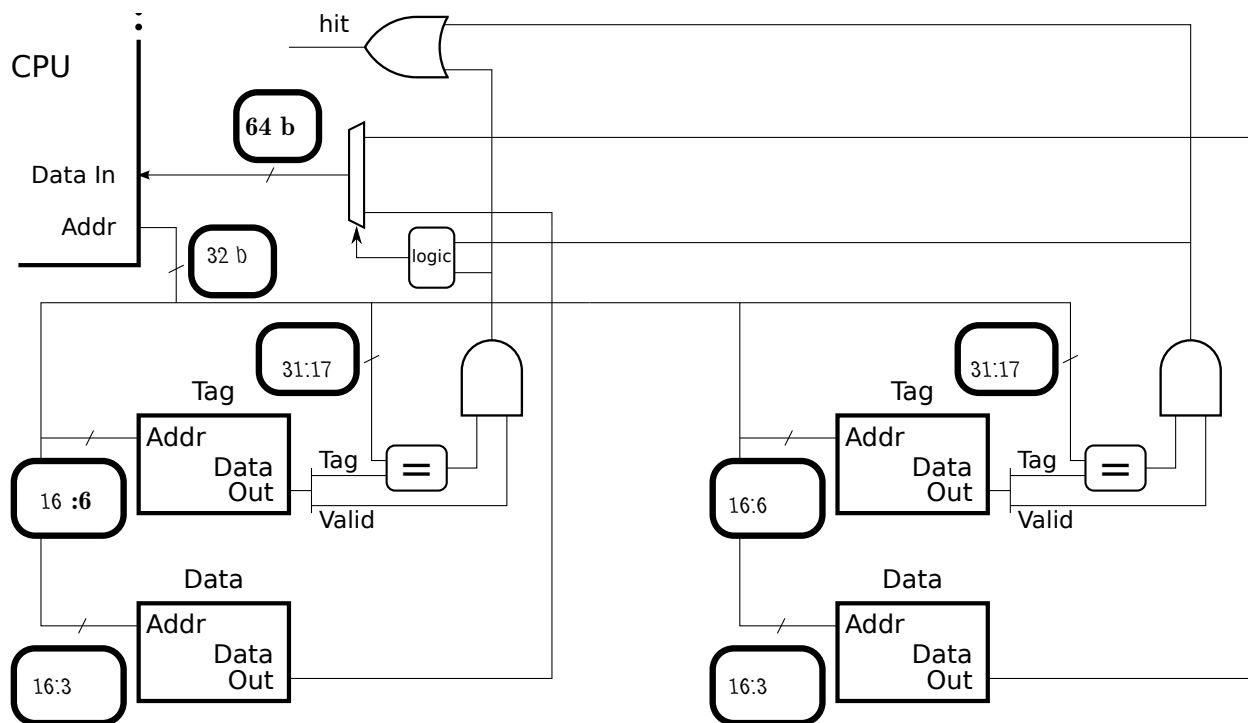 hit
CPU
64 b
Data In
Addr
32 b
logic
31:17
31:17
Tag
Tag
Addr
Addr
Data
Out
Data
Out
Tag
Tag
=
=
16 :6
16:6
Valid
Valid
Data
Data
Addr
Addr
Data
Out
Data
Out
16:3
16:3